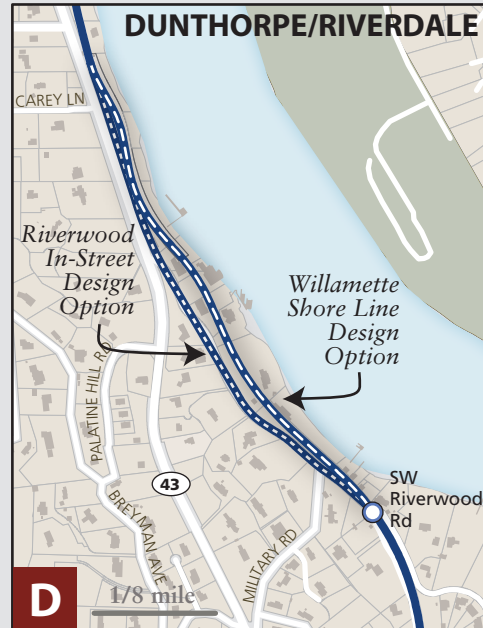 DUNTHORPE/RIVERDALE
CAREY LN
Riverwood
In-Street
Design
Option
Willamette
Shore Line
Design
Option
PALATINE HILL RD
43
SW
Riverwood
Rd
BREYMAN AVE
MILITARY RD
D
1/8 mile